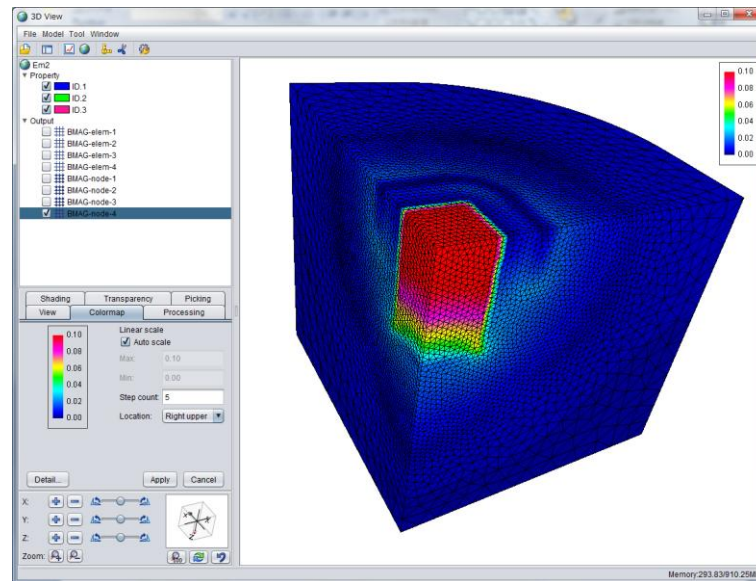 3D View
File Model Tool Window
Em2
Property
ID.1
ID.2
ID.3
Output
BMAG-elem-1
BMAG-elem-2
BMAG-elem-3
BMAG-elem-4
BMAG-node-1
BMAG-node-2
BMAG-node-3
BMAG-node-4
Shading Transparency Picking
View Colormap Processing
0.10
0.08
0.06
0.04
0.02
0.00
Linear scale
Auto scale
Max: 0.10
Min: 0.00
Step count: 5
Location: Right upper
Detail... Apply Cancel
X:
Y:
Z:
Zoom:
0.10
0.08
0.06
0.04
0.02
0.00
Memory:293.83/910.25M